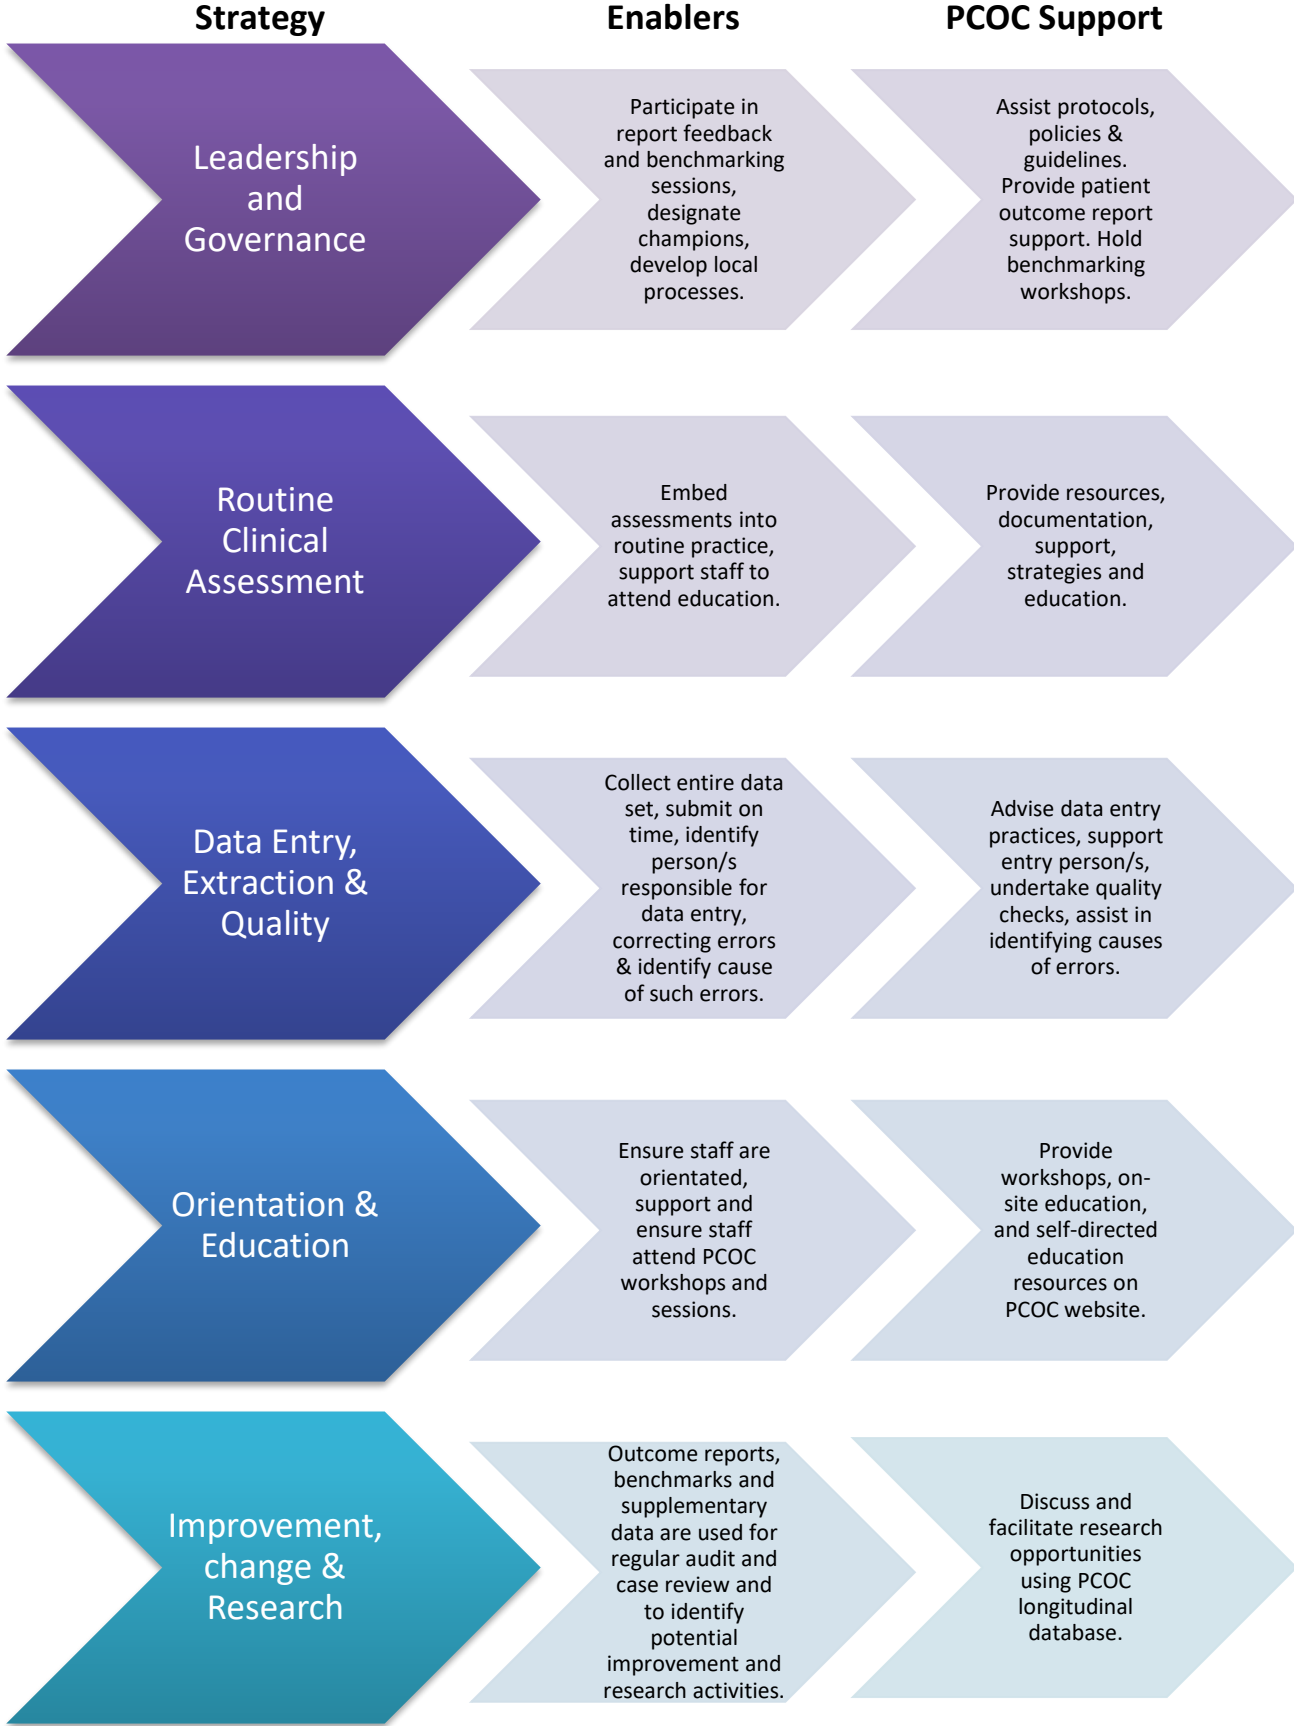 Strategy
Enablers
PCOC Support
Leadership
and
Governance
Participate in
report feedback
and benchmarking
sessions,
designate
champions,
develop local
processes.
Assist protocols,
policies &
guidelines.
Provide patient
outcome report
support. Hold
benchmarking
workshops.
Routine
Clinical
Assessment
Embed
assessments into
routine practice,
support staff to
attend education.
Provide resources,
documentation,
support,
strategies and
education.
Data Entry,
Extraction &
Quality
Collect entire data
set, submit on
time, identify
person/s
responsible for
data entry,
correcting errors
& identify cause
of such errors.
Advise data entry
practices, support
entry person/s,
undertake quality
checks, assist in
identifying causes
of errors.
Orientation &
Education
Ensure staff are
orientated,
support and
ensure staff
attend PCOC
workshops and
sessions.
Provide
workshops, on-
site education,
and self-directed
education
resources on
PCOC website.
Improvement,
change &
Research
Outcome reports,
benchmarks and
supplementary
data are used for
regular audit and
case review and
to identify
potential
improvement and
research activities.
Discuss and
facilitate research
opportunities
using PCOC
longitudinal
database.